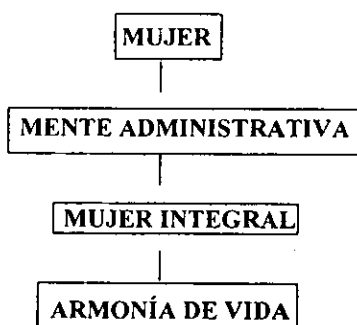 MUJER
MENTE ADMINISTRATIVA
MUJER INTEGRAL
ARMONÍA DE VIDA